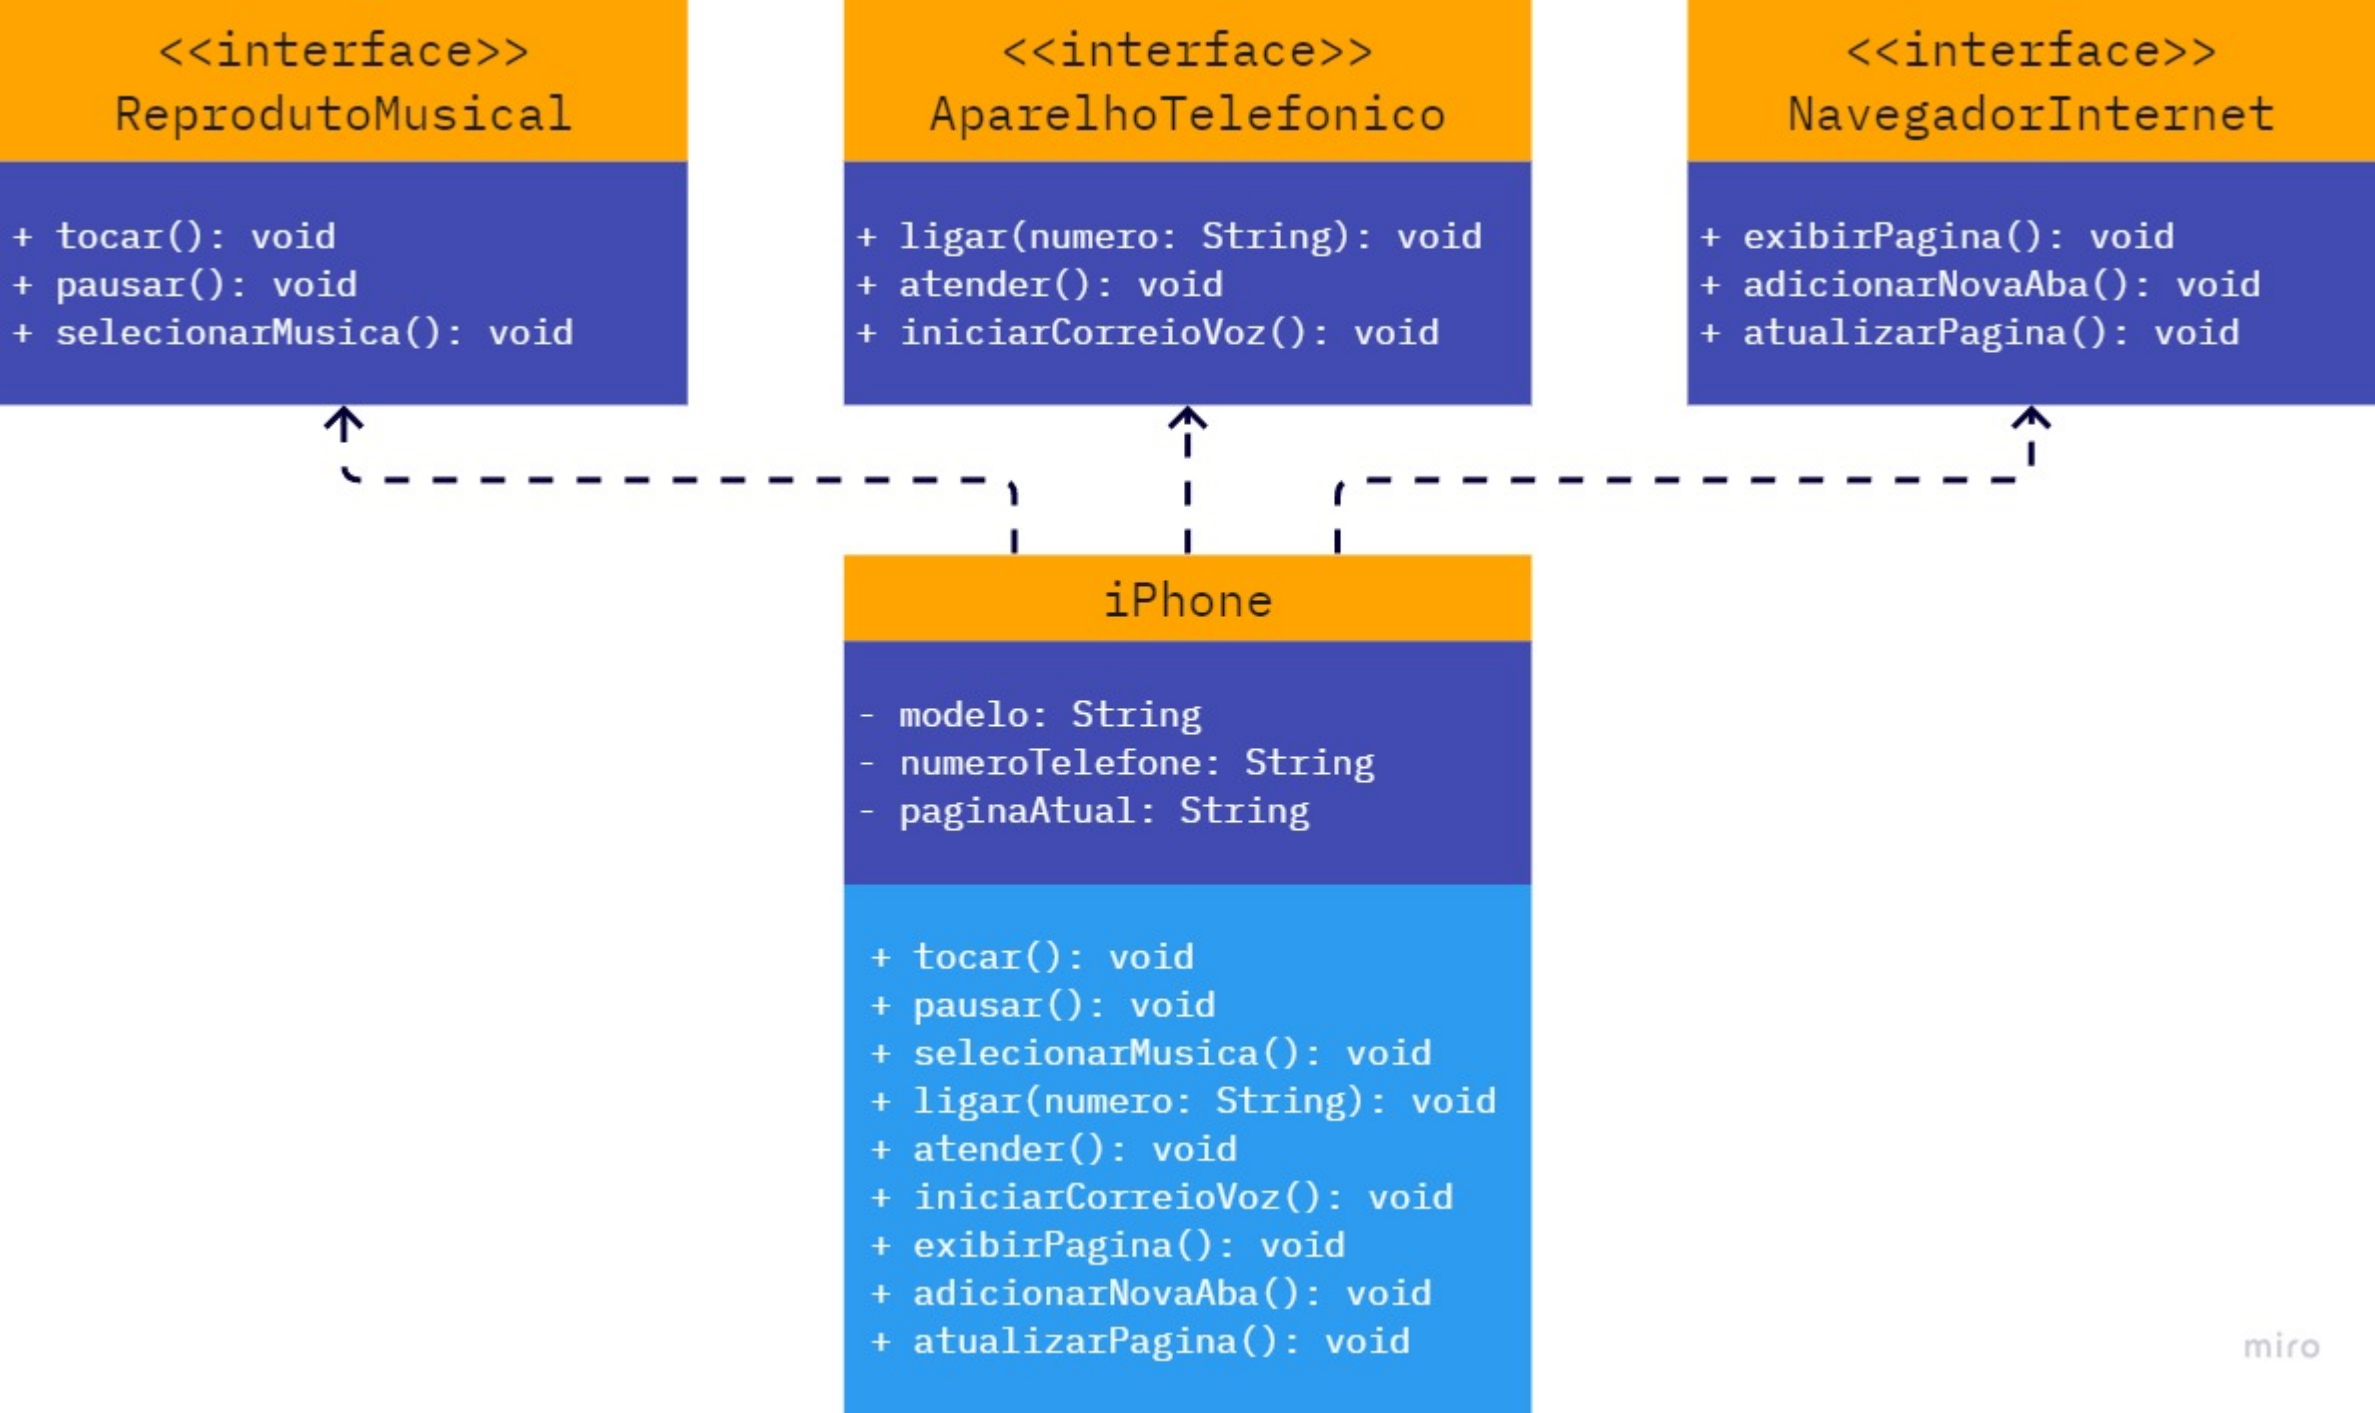 <<interface>>
ReprodutoMusical
+ tocar(): void
+ pausar(): void
+ selecionarMusica(): void
<<interface>>
AparelhoTelefonico
+ ligar(numero: String): void
+ atender(): void
+ iniciarCorreioVoz(): void
<<interface>>
NavegadorInternet
+ exibirPagina(): void
+ adicionarNovaAba(): void
+ atualizarPagina(): void
iPhone
- modelo: String
- numeroTelefone: String
- paginaAtual: String
+ tocar(): void
+ pausar(): void
+ selecionarMusica(): void
+ ligar(numero: String): void
+ atender(): void
+ iniciarCorreioVoz(): void
+ exibirPagina(): void
+ adicionarNovaAba(): void
+ atualizarPagina(): void
miro